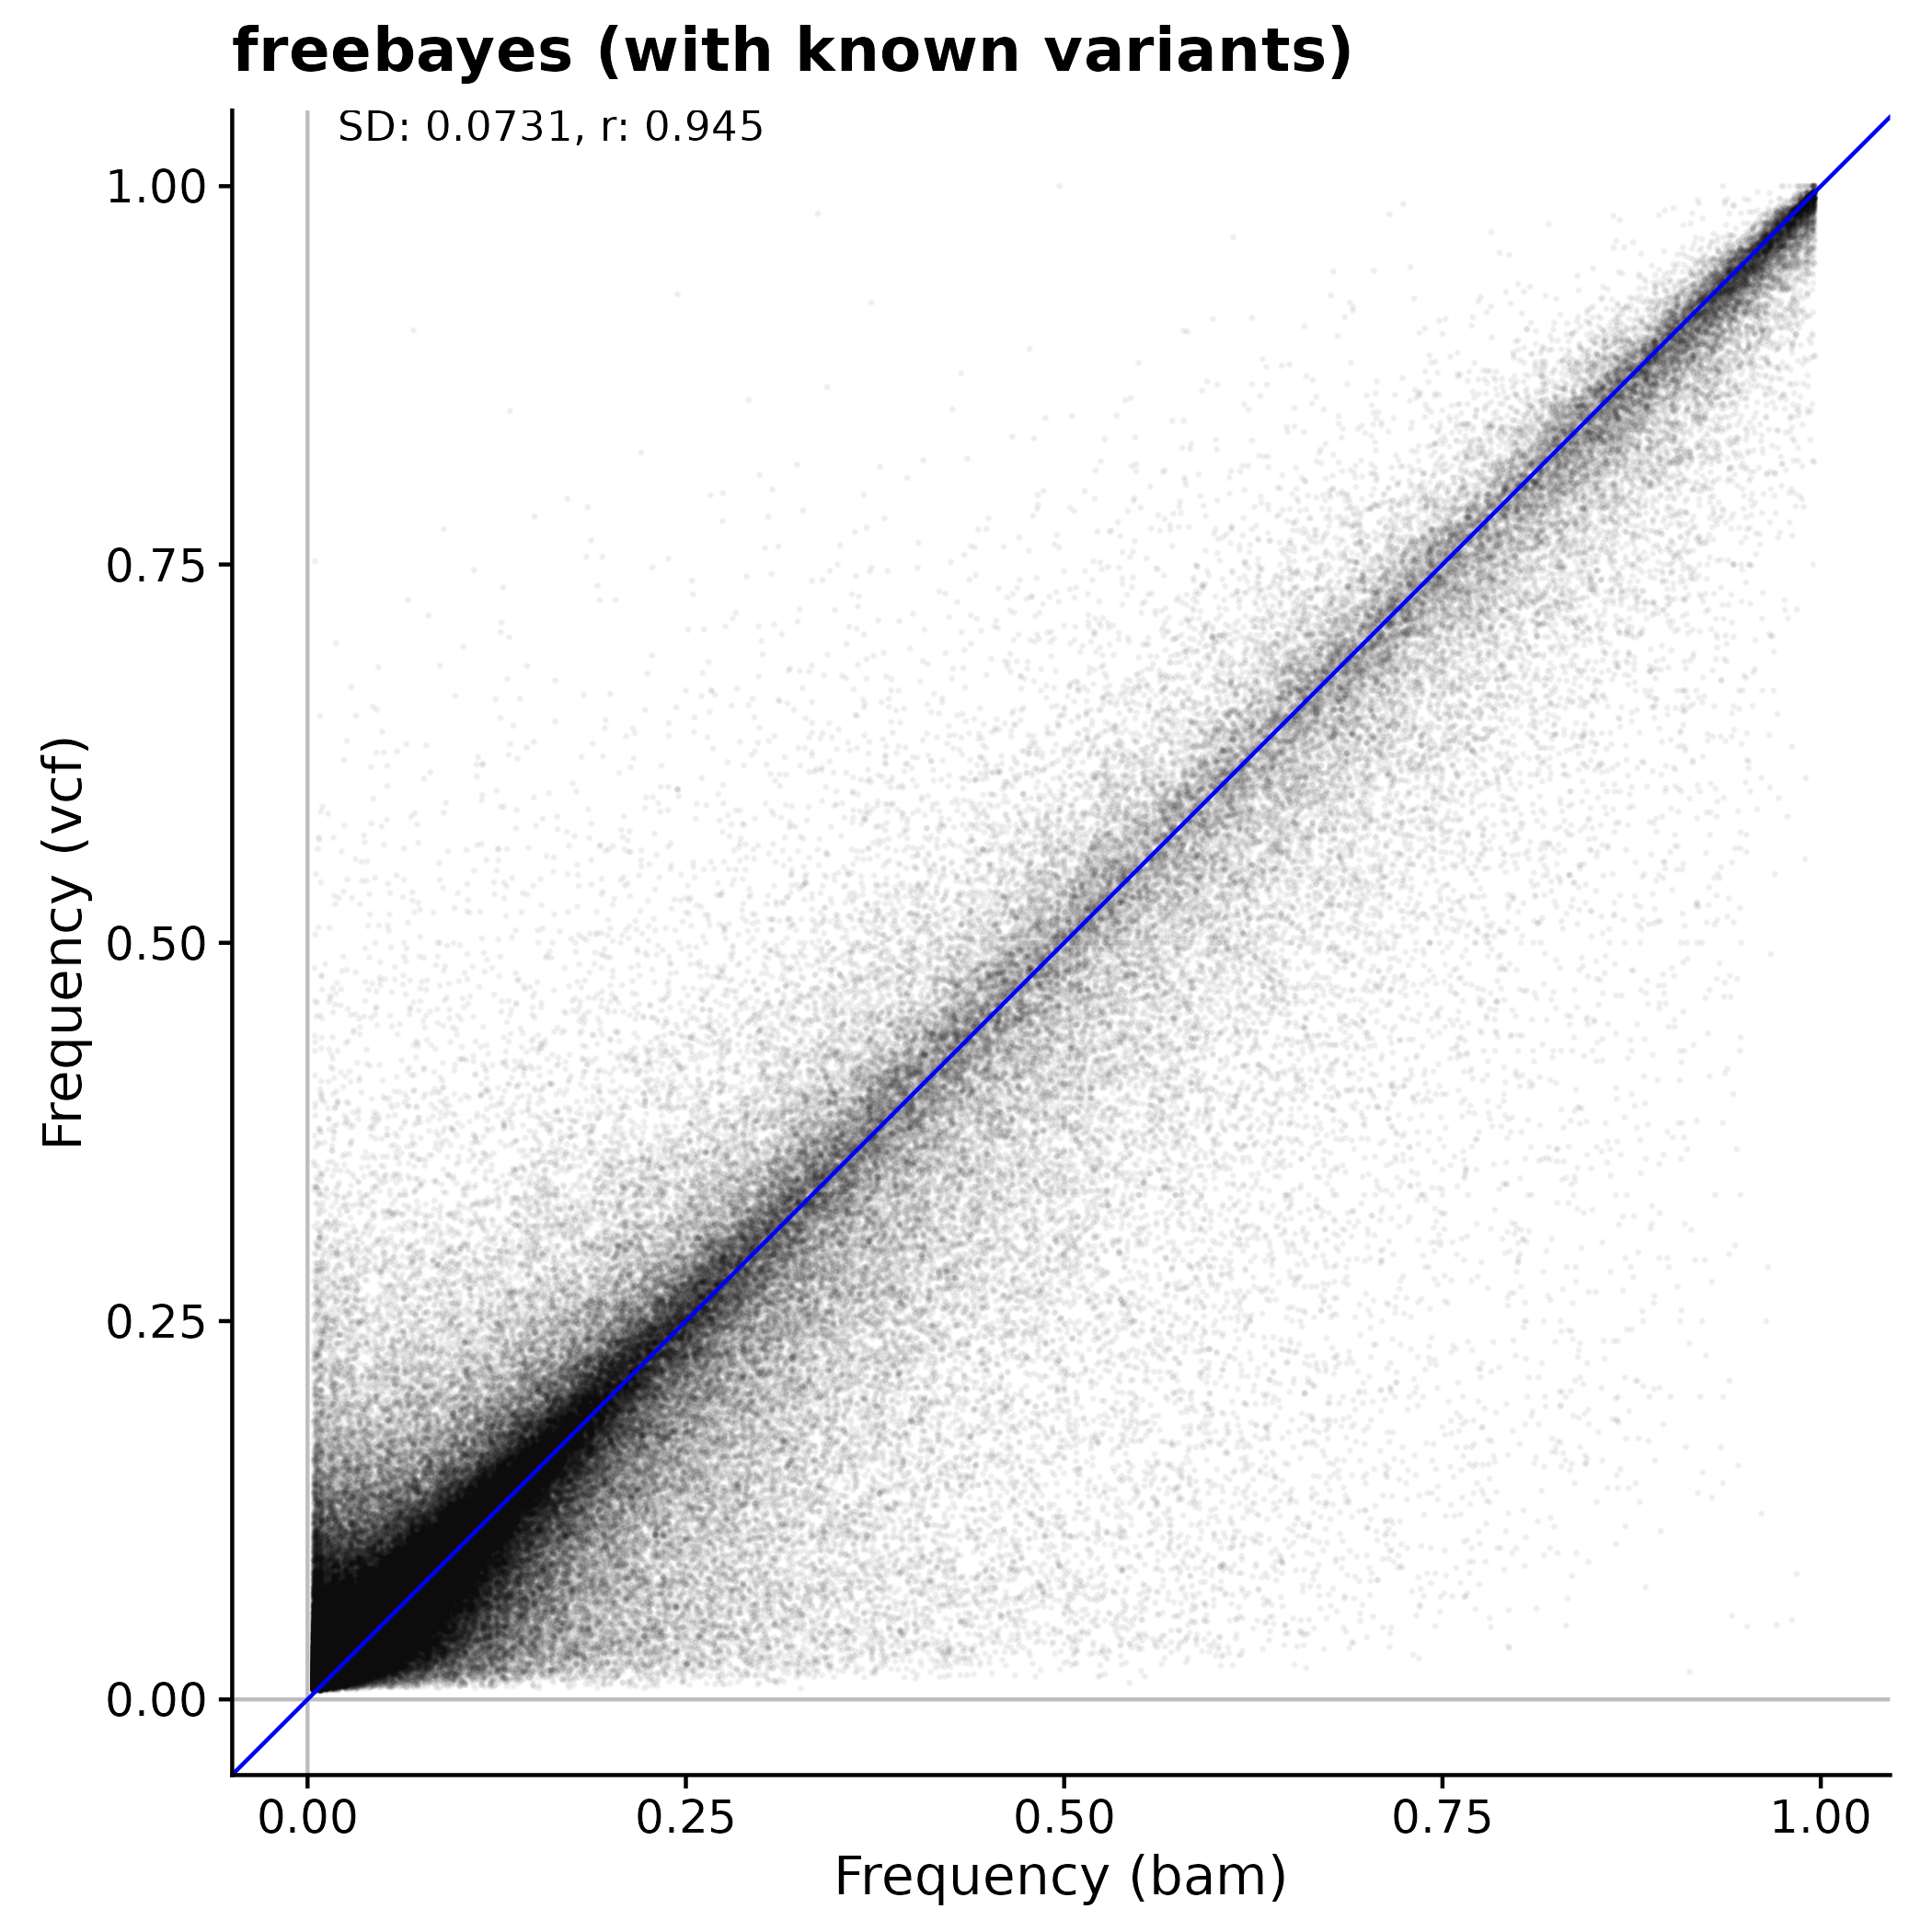 freebayes (with known variants)
SD: 0.0731, r: 0.945
1.00
0.75
0.50
0.25
0.00
Frequency (vcf)
0.00 0.25 0.50 0.75 1.00
Frequency (bam)